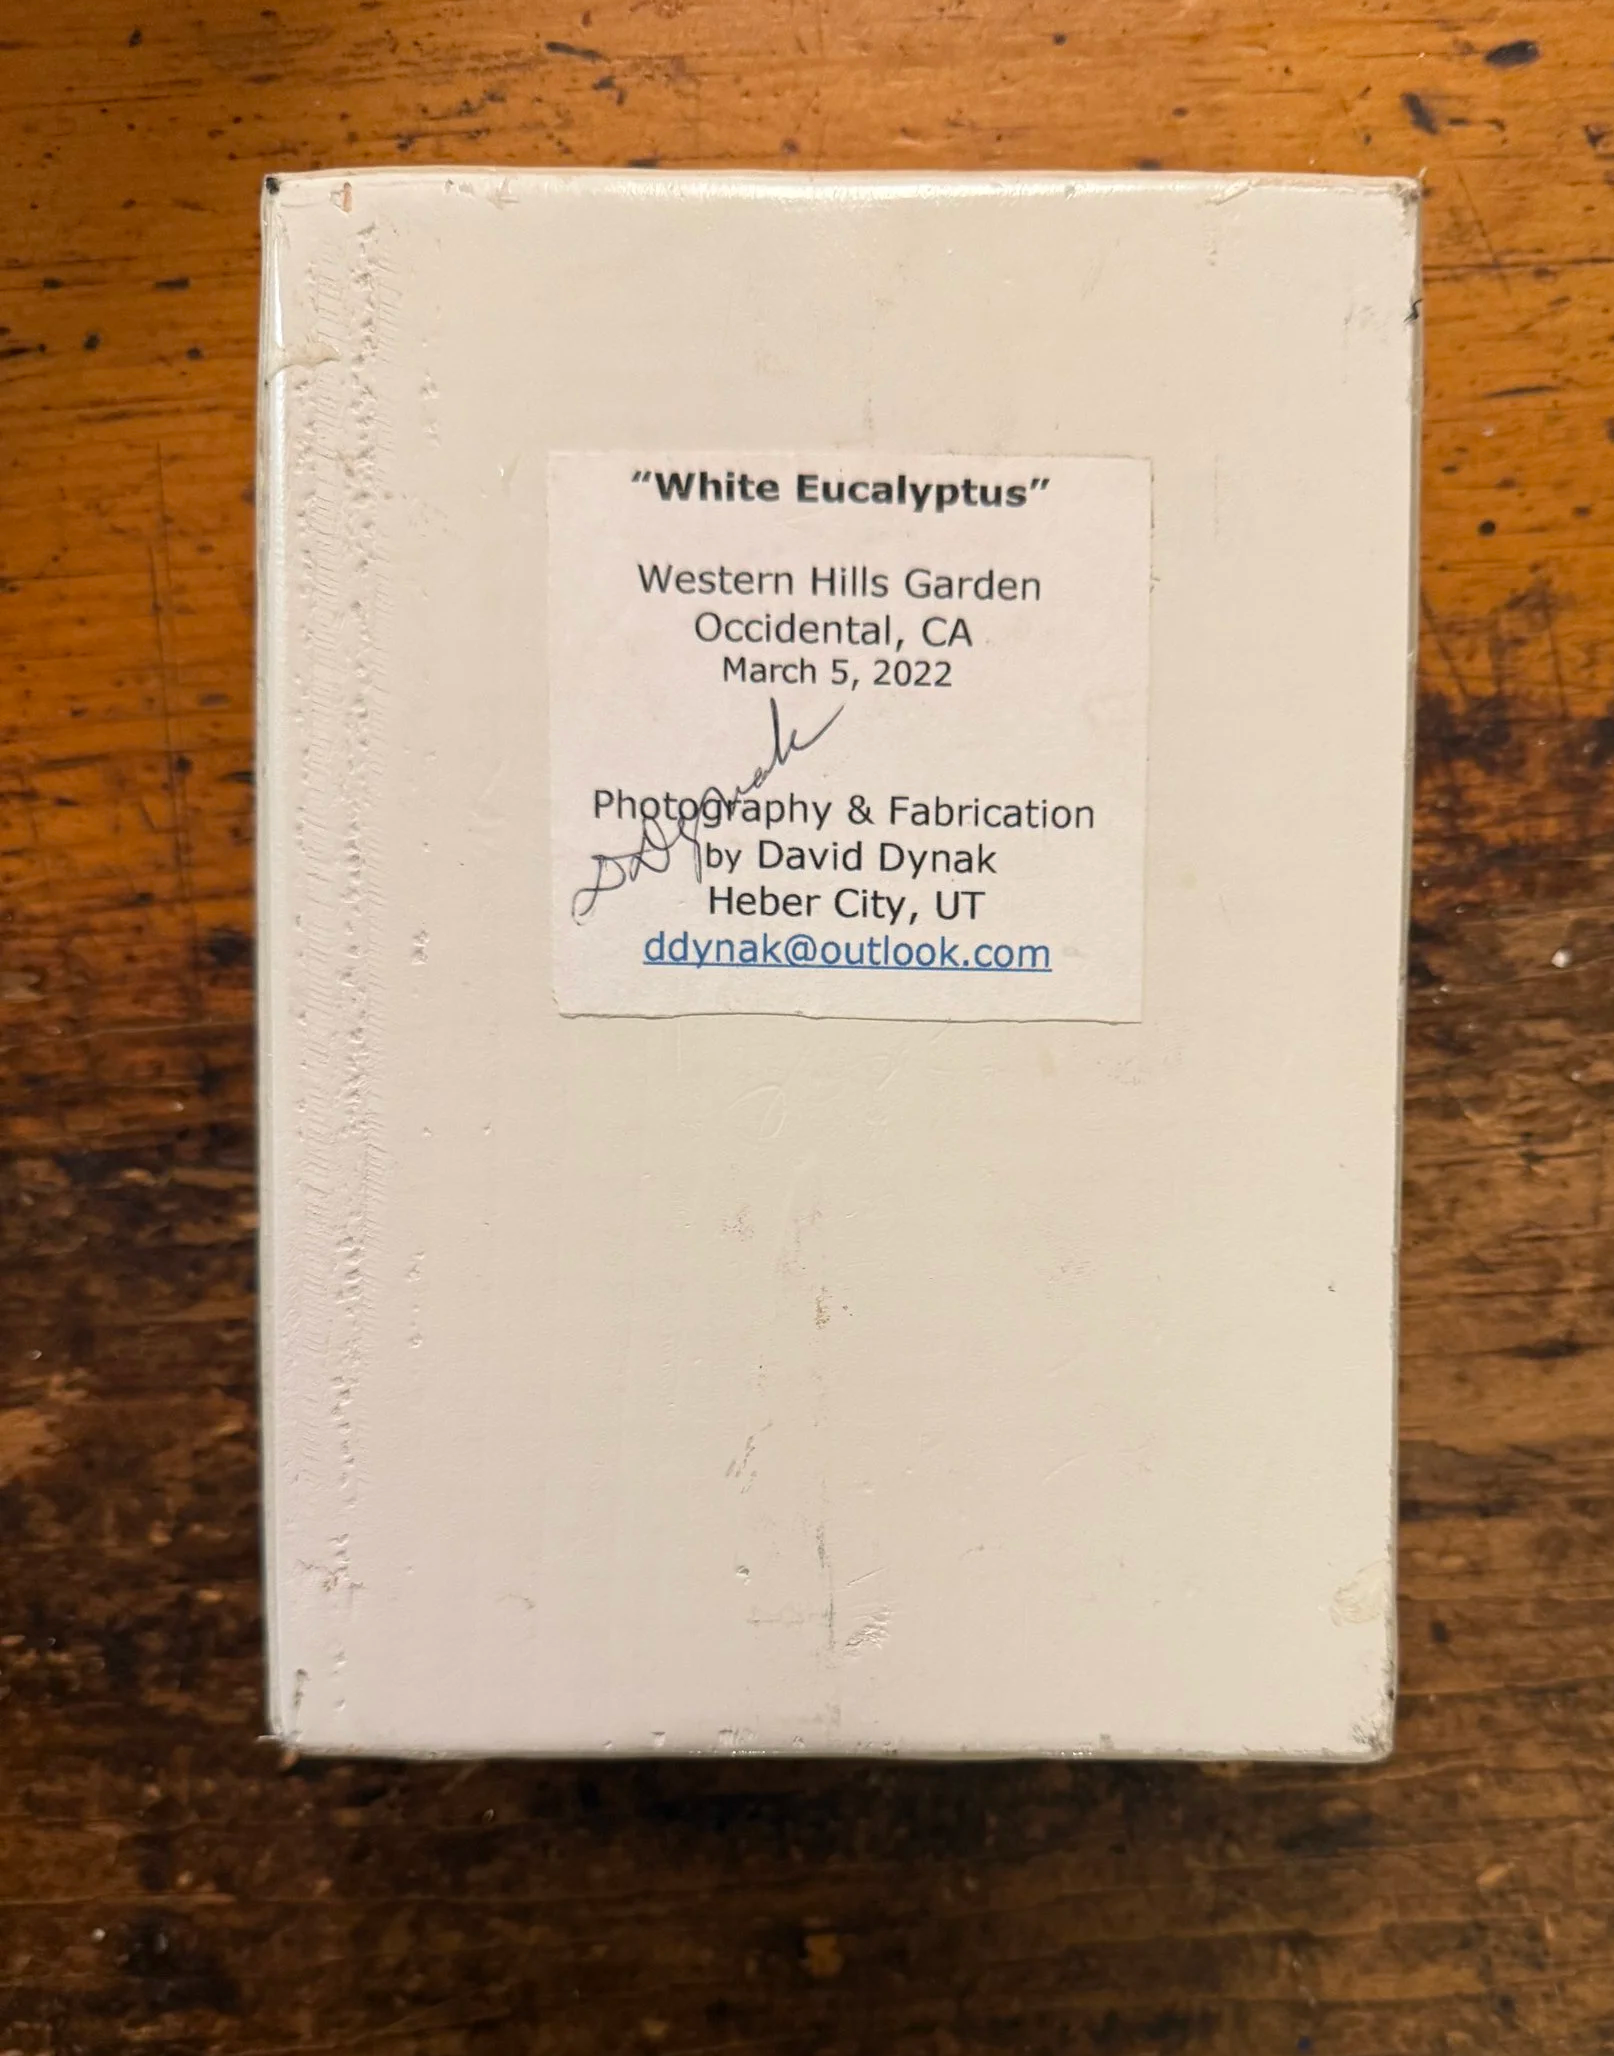 “White Eucalyptus”
Western Hills Garden
Occidental, CA
March 5, 2022
DDynak
Photography & Fabrication
by David Dynak
Heber City, UT
ddynak@outlook.com